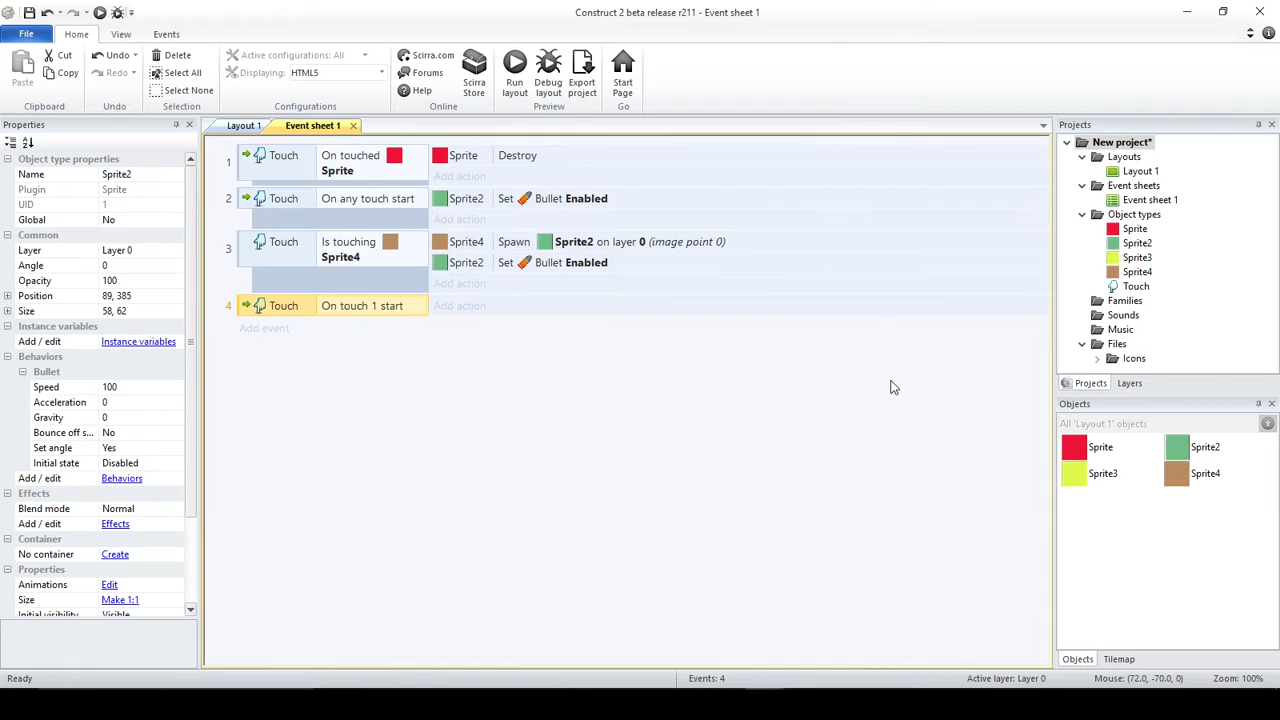 Construct 2 beta release r211 - Event sheet 1
File
Home
View
Events
Paste
Cut
Copy
Clipboard
Undo
Redo
Undo
Delete
Select All
Select None
Selection
Active configurations: All
Displaying: HTML5
Configurations
Scirra.com
Forums
Help
Scirra Store
Online
Run layout
Debug layout
Export project
Preview
Start Page
Go
Properties
Object type properties
Name Sprite2
Plugin Sprite
UID 1
Global No
Common
Layer Layer 0
Angle 0
Opacity 100
Position 89, 385
Size 58, 62
Instance variables
Add / edit Instance variables
Behaviors
Bullet
Speed 100
Acceleration 0
Gravity 0
Bounce off s... No
Set angle Yes
Initial state Disabled
Add / edit Behaviors
Effects
Blend mode Normal
Add / edit Effects
Container
No container Create
Properties
Animations Edit
Size Make 1:1
Initial visibility Visible
Layout 1
Event sheet 1
1 Touch On touched Sprite Sprite Destroy
Add action
2 Touch On any touch start Sprite2 Set Bullet Enabled
Add action
3 Touch Is touching Sprite4 Sprite4 Spawn Sprite2 on layer 0 (image point 0)
Sprite2 Set Bullet Enabled
Add action
4 Touch On touch 1 start Add action
Add event
Projects
New project*
Layouts
Layout 1
Event sheets
Event sheet 1
Object types
Sprite
Sprite2
Sprite3
Sprite4
Touch
Families
Sounds
Music
Files
Icons
Projects
Layers
Objects
All 'Layout 1' objects
Sprite
Sprite2
Sprite3
Sprite4
Objects
Tilemap
Ready
Events: 4
Active layer: Layer 0
Mouse: (72.0, -70.0, 0)
Zoom: 100%